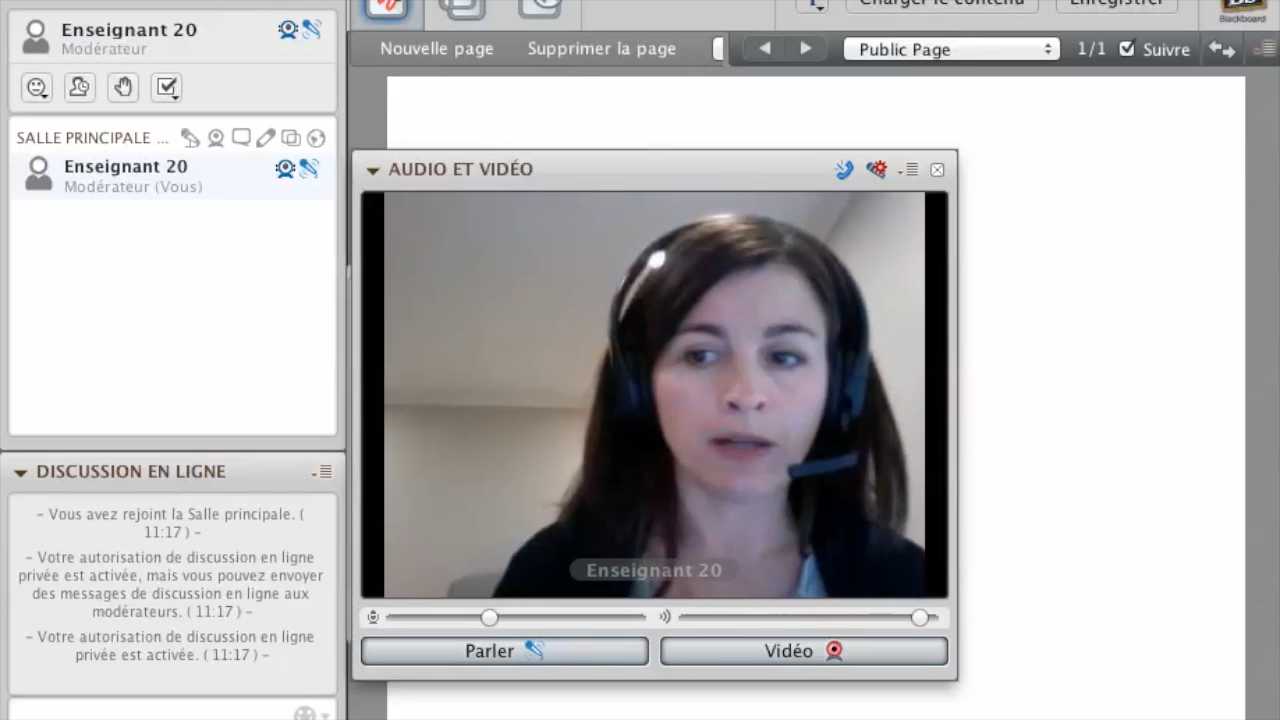 Enseignant 20
Modérateur
SALLE PRINCIPALE ...
Enseignant 20
Modérateur (Vous)
DISCUSSION EN LIGNE
– Vous avez rejoint la Salle principale. (
11:17 ) –
– Votre autorisation de discussion en ligne
privée est activée, mais vous pouvez envoyer
des messages de discussion en ligne aux
modérateurs. ( 11:17 ) –
– Votre autorisation de discussion en ligne
privée est activée. ( 11:17 ) –
Charger le contenu
Enregistrer
Blackboard
Nouvelle page
Supprimer la page
Public Page
1/1
Suivre
AUDIO ET VIDÉO
Enseignant 20
Parler
Vidéo